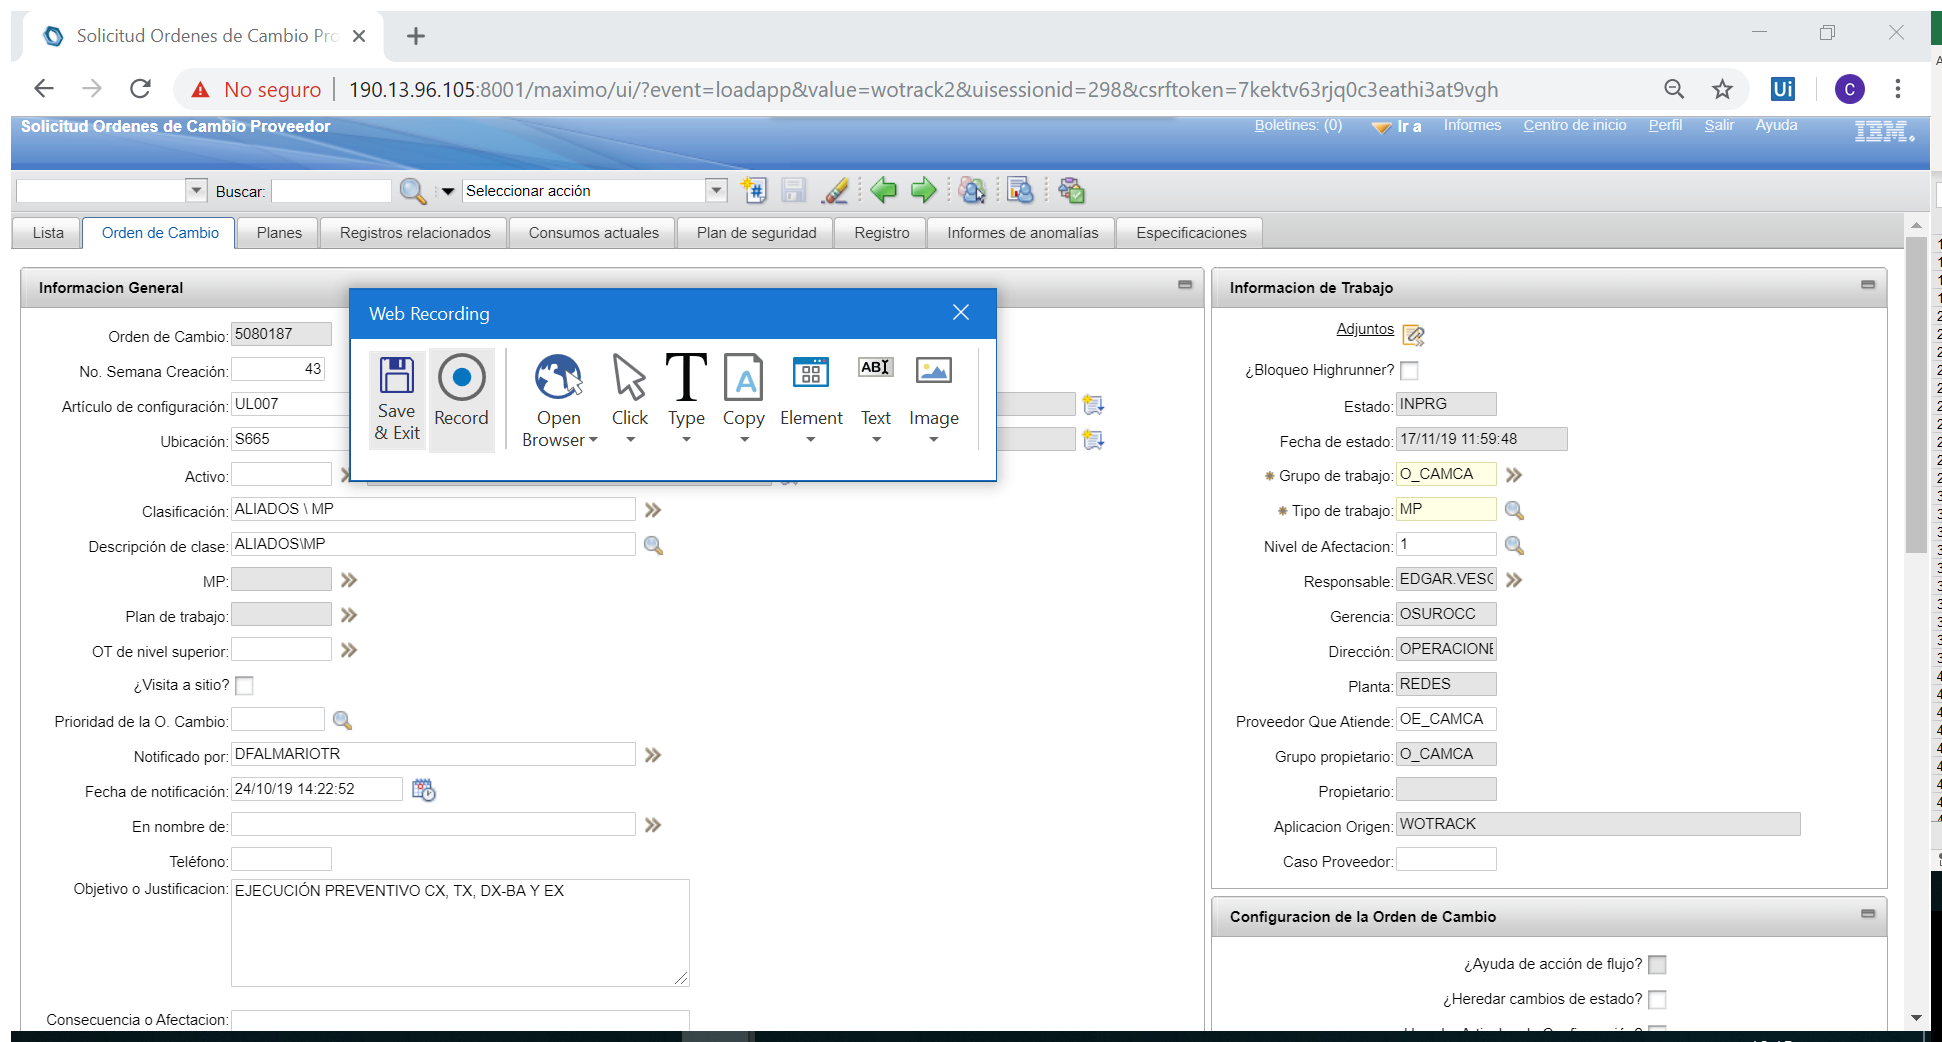 Solicitud Ordenes de Cambio Pro
No seguro
190.13.96.105:8001/maximo/ui/?event=loadapp&value=wotrack2&uisessionid=298&csrftoken=7kektv63rjq0c3eathi3at9vgh
Ui
C
Solicitud Ordenes de Cambio Proveedor
Boletines: (0)
Ir a
Informes
Centro de inicio
Perfil
Salir
Ayuda
IBM.
Buscar:
Seleccionar acción
Lista
Orden de Cambio
Planes
Registros relacionados
Consumos actuales
Plan de seguridad
Registro
Informes de anomalías
Especificaciones
Informacion General
Orden de Cambio: 5080187
No. Semana Creación: 43
Artículo de configuración: UL007
Ubicación: S665
Activo:
Clasificación: ALIADOS \ MP
Descripción de clase: ALIADOS\MP
MP:
Plan de trabajo:
OT de nivel superior:
¿Visita a sitio?
Prioridad de la O. Cambio:
Notificado por: DFALMARIOTR
Fecha de notificación: 24/10/19 14:22:52
En nombre de:
Teléfono:
Objetivo o Justificacion: EJECUCIÓN PREVENTIVO CX, TX, DX-BA Y EX
Consecuencia o Afectacion:
Web Recording
Save & Exit
Record
Open Browser
Click
Type
Copy
Element
Text
Image
Informacion de Trabajo
Adjuntos
¿Bloqueo Highrunner?
Estado: INPRG
Fecha de estado: 17/11/19 11:59:48
Grupo de trabajo: O_CAMCA
Tipo de trabajo: MP
Nivel de Afectacion: 1
Responsable: EDGAR.VESC
Gerencia: OSUROCC
Dirección: OPERACIONE
Planta: REDES
Proveedor Que Atiende: OE_CAMCA
Grupo propietario: O_CAMCA
Propietario:
Aplicacion Origen: WOTRACK
Caso Proveedor:
Configuracion de la Orden de Cambio
¿Ayuda de acción de flujo?
¿Heredar cambios de estado?